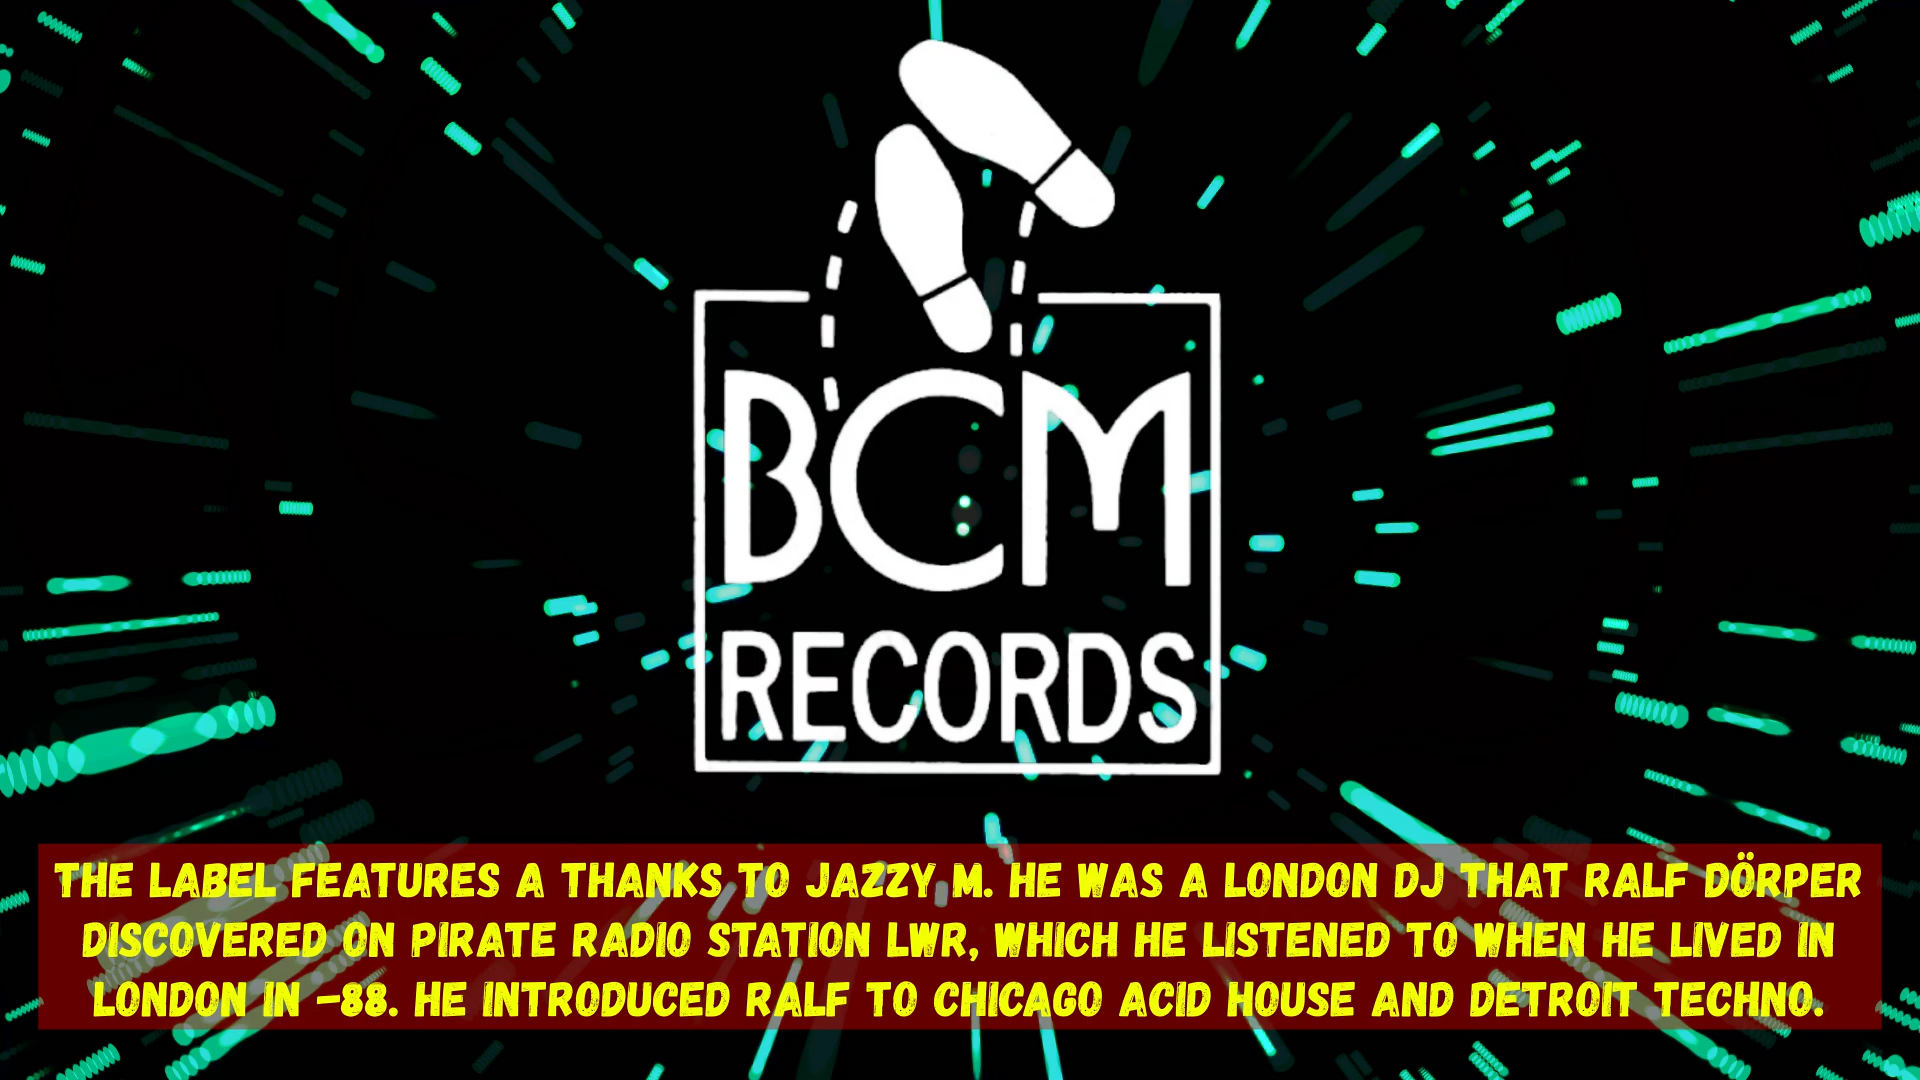 BCM
RECORDS
THE LABEL FEATURES A THANKS TO JAZZY M. HE WAS A LONDON DJ THAT RALF DÖRPER
DISCOVERED ON PIRATE RADIO STATION LWR, WHICH HE LISTENED TO WHEN HE LIVED IN
LONDON IN -88. HE INTRODUCED RALF TO CHICAGO ACID HOUSE AND DETROIT TECHNO.